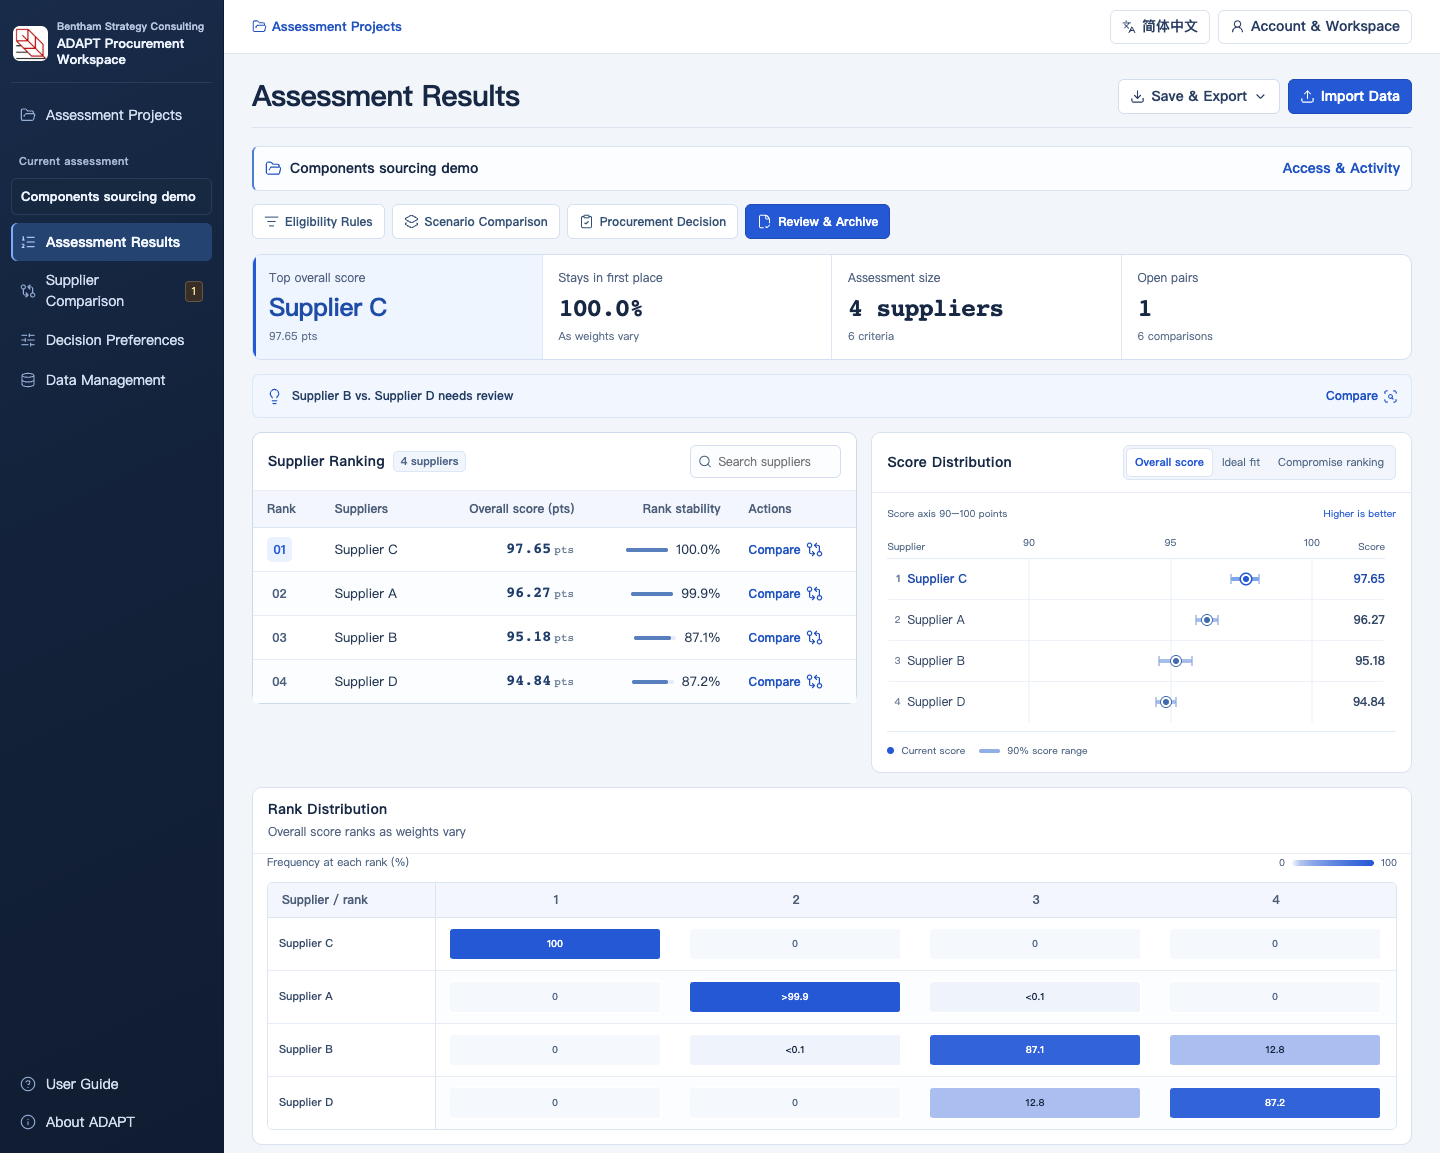 Bentham Strategy Consulting
ADAPT Procurement
Workspace
Assessment Projects
Current assessment
Components sourcing demo
Assessment Results
Supplier
Comparison
1
Decision Preferences
Data Management
User Guide
About ADAPT
Assessment Projects
简体中文
Account & Workspace
Assessment Results
Save & Export
Import Data
Components sourcing demo
Access & Activity
Eligibility Rules
Scenario Comparison
Procurement Decision
Review & Archive
Top overall score
Supplier C
97.65 pts
Stays in first place
100.0%
As weights vary
Assessment size
4 suppliers
6 criteria
Open pairs
1
6 comparisons
Supplier B vs. Supplier D needs review
Compare
Supplier Ranking
4 suppliers
Search suppliers
Rank Suppliers Overall score (pts) Rank stability Actions
01 Supplier C 97.65 pts 100.0% Compare
02 Supplier A 96.27 pts 99.9% Compare
03 Supplier B 95.18 pts 87.1% Compare
04 Supplier D 94.84 pts 87.2% Compare
Score Distribution
Overall score Ideal fit Compromise ranking
Score axis 90—100 points
Higher is better
Supplier 90 95 100 Score
1 Supplier C 97.65
2 Supplier A 96.27
3 Supplier B 95.18
4 Supplier D 94.84
Current score 90% score range
Rank Distribution
Overall score ranks as weights vary
Frequency at each rank (%)
0 100
Supplier / rank 1 2 3 4
Supplier C 100 0 0 0
Supplier A 0 >99.9 <0.1 0
Supplier B 0 <0.1 87.1 12.8
Supplier D 0 0 12.8 87.2